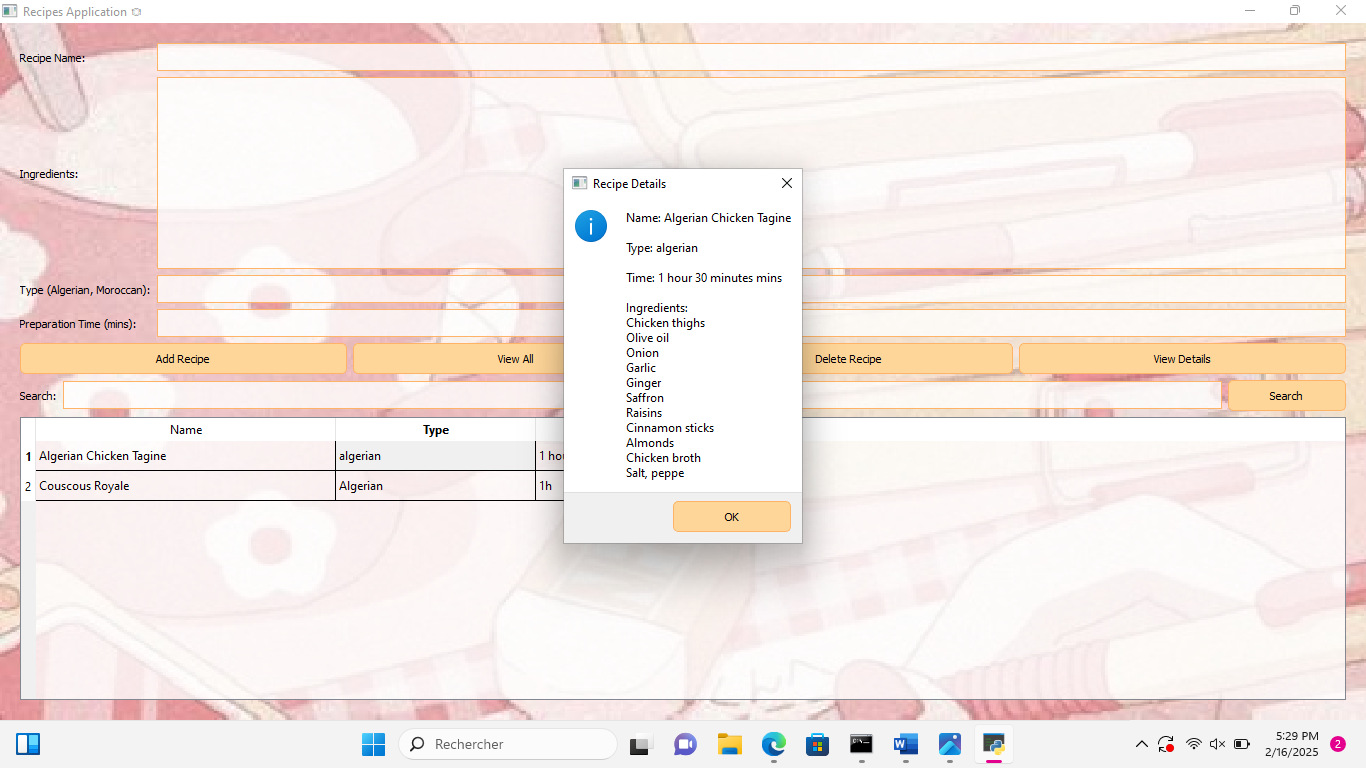 Recipes Application
Recipe Name:
Ingredients:
Type (Algerian, Moroccan):
Preparation Time (mins):
Add Recipe
View All
Delete Recipe
View Details
Search:
Search
Name
Type
1 Algerian Chicken Tagine algerian 1 hou
2 Couscous Royale Algerian 1h
Recipe Details
Name: Algerian Chicken Tagine
Type: algerian
Time: 1 hour 30 minutes mins
Ingredients:
Chicken thighs
Olive oil
Onion
Garlic
Ginger
Saffron
Raisins
Cinnamon sticks
Almonds
Chicken broth
Salt, peppe
OK
Rechercher
5:29 PM
2/16/2025
2